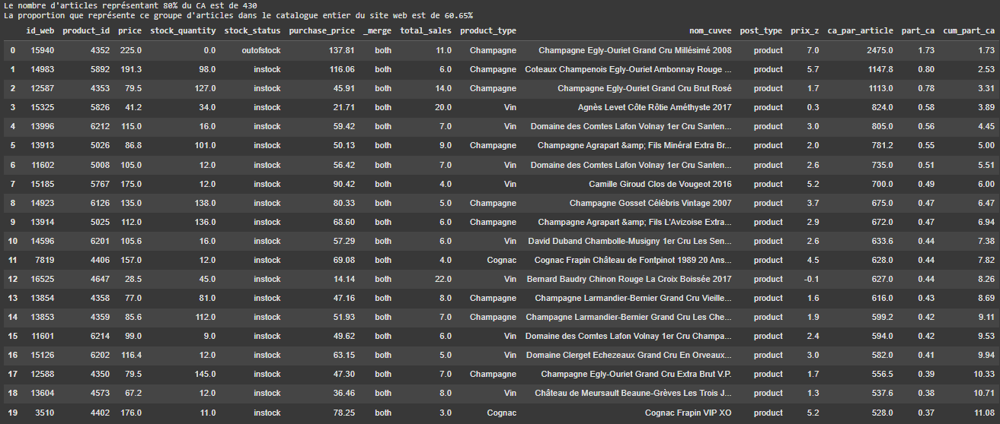 Le nombre d'articles représentant 80% du CA est de 430
La proportion que représente ce groupe d'articles dans le catalogue entier du site web est de 60.65%
id_web product_id price stock_quantity stock_status purchase_price _merge total_sales product_type nom_cuvee post_type prix_z ca_par_article part_ca cum_part_ca
0 15940 4352 225.0 0.0 outofstock 137.81 both 11.0 Champagne Champagne Egly-Ouriet Grand Cru Millésimé 2008 product 7.0 2475.0 1.73 1.73
1 14983 5892 191.3 98.0 instock 116.06 both 6.0 Champagne Coteaux Champenois Egly-Ouriet Ambonnay Rouge ... product 5.7 1147.8 0.80 2.53
2 12587 4353 79.5 127.0 instock 45.91 both 14.0 Champagne Champagne Egly-Ouriet Grand Cru Brut Rosé product 1.7 1113.0 0.78 3.31
3 15325 5826 41.2 34.0 instock 21.71 both 20.0 Vin Agnès Levet Côte Rôtie Améthyste 2017 product 0.3 824.0 0.58 3.89
4 13996 6212 115.0 16.0 instock 59.42 both 7.0 Vin Domaine des Comtes Lafon Volnay 1er Cru Santen... product 3.0 805.0 0.56 4.45
5 13913 5026 86.8 101.0 instock 50.13 both 9.0 Champagne Champagne Agrapart &amp; Fils Minéral Extra Br... product 2.0 781.2 0.55 5.00
6 11602 5008 105.0 12.0 instock 56.42 both 7.0 Vin Domaine des Comtes Lafon Volnay 1er Cru Santen... product 2.6 735.0 0.51 5.51
7 15185 5767 175.0 12.0 instock 90.42 both 4.0 Vin Camille Giroud Clos de Vougeot 2016 product 5.2 700.0 0.49 6.00
8 14923 6126 135.0 138.0 instock 80.33 both 5.0 Champagne Champagne Gosset Célébris Vintage 2007 product 3.7 675.0 0.47 6.47
9 13914 5025 112.0 136.0 instock 68.60 both 6.0 Champagne Champagne Agrapart &amp; Fils L'Avizoise Extra... product 2.9 672.0 0.47 6.94
10 14596 6201 105.6 16.0 instock 57.29 both 6.0 Vin David Duband Chambolle-Musigny 1er Cru Les Sen... product 2.6 633.6 0.44 7.38
11 7819 4406 157.0 12.0 instock 69.08 both 4.0 Cognac Cognac Frapin Château de Fontpinot 1989 20 Ans... product 4.5 628.0 0.44 7.82
12 16525 4647 28.5 45.0 instock 14.14 both 22.0 Vin Bernard Baudry Chinon Rouge La Croix Boissée 2017 product -0.1 627.0 0.44 8.26
13 13854 4358 77.0 81.0 instock 47.16 both 8.0 Champagne Champagne Larmandier-Bernier Grand Cru Vieille... product 1.6 616.0 0.43 8.69
14 13853 4359 85.6 112.0 instock 51.93 both 7.0 Champagne Champagne Larmandier-Bernier Grand Cru Les Che... product 1.9 599.2 0.42 9.11
15 11601 6214 99.0 9.0 instock 49.62 both 6.0 Vin Domaine des Comtes Lafon Volnay 1er Cru Champa... product 2.4 594.0 0.42 9.53
16 15126 6202 116.4 12.0 instock 63.15 both 5.0 Vin Domaine Clerget Echezeaux Grand Cru En Orveaux... product 3.0 582.0 0.41 9.94
17 12588 4350 79.5 145.0 instock 47.30 both 7.0 Champagne Champagne Egly-Ouriet Grand Cru Extra Brut V.P. product 1.7 556.5 0.39 10.33
18 13604 4573 67.2 12.0 instock 36.46 both 8.0 Vin Château de Meursault Beaune-Grèves Les Trois J... product 1.3 537.6 0.38 10.71
19 3510 4402 176.0 11.0 instock 78.25 both 3.0 Cognac Cognac Frapin VIP XO product 5.2 528.0 0.37 11.08